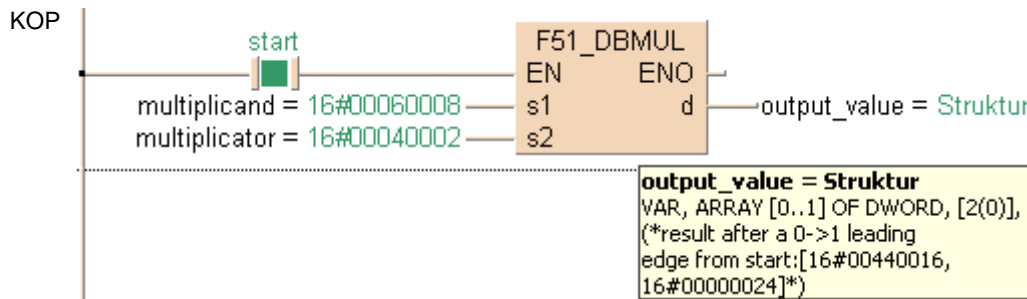 KOP
start
F51_DBMUL
EN ENO
multiplicand = 16#00060008 s1 d output_value = Struktur
multiplicator = 16#00040002 s2
output_value = Struktur
VAR, ARRAY [0..1] OF DWORD, [2(0)],
(*result after a 0->1 leading
edge from start:[16#00440016,
16#00000024]*)